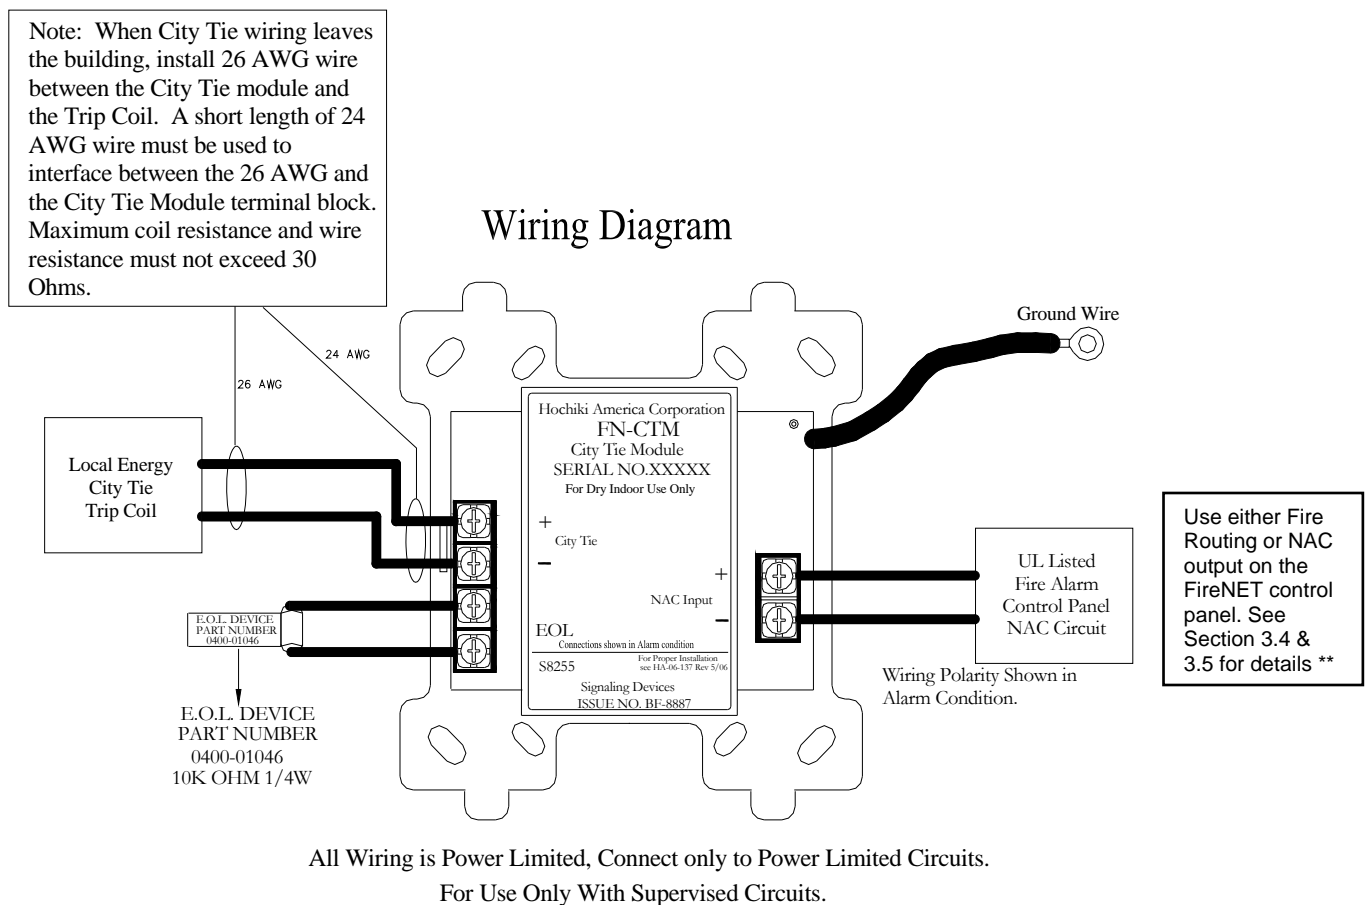 Note:  When City Tie wiring leaves
the building, install 26 AWG wire
between the City Tie module and
the Trip Coil.  A short length of 24
AWG wire must be used to
interface between the 26 AWG and
the City Tie Module terminal block.
Maximum coil resistance and wire
resistance must not exceed 30
Ohms.
Wiring Diagram
Ground Wire
24 AWG
26 AWG
Local Energy
City Tie
Trip Coil
Hochiki America Corporation
FN-CTM
City Tie Module
SERIAL NO.XXXXX
For Dry Indoor Use Only
+
City Tie
-
+
NAC Input
-
EOL
Connections shown in Alarm condition
S8255
For Proper Installation
see HA-06-137 Rev 5/06
Signaling Devices
ISSUE NO. BF-8887
E.O.L. DEVICE
PART NUMBER
0400-01046
E.O.L. DEVICE
PART NUMBER
0400-01046
10K OHM 1/4W
UL Listed
Fire Alarm
Control Panel
NAC Circuit
Wiring Polarity Shown in
Alarm Condition.
Use either Fire
Routing or NAC
output on the
FireNET control
panel. See
Section 3.4 &
3.5 for details **
All Wiring is Power Limited, Connect only to Power Limited Circuits.
For Use Only With Supervised Circuits.